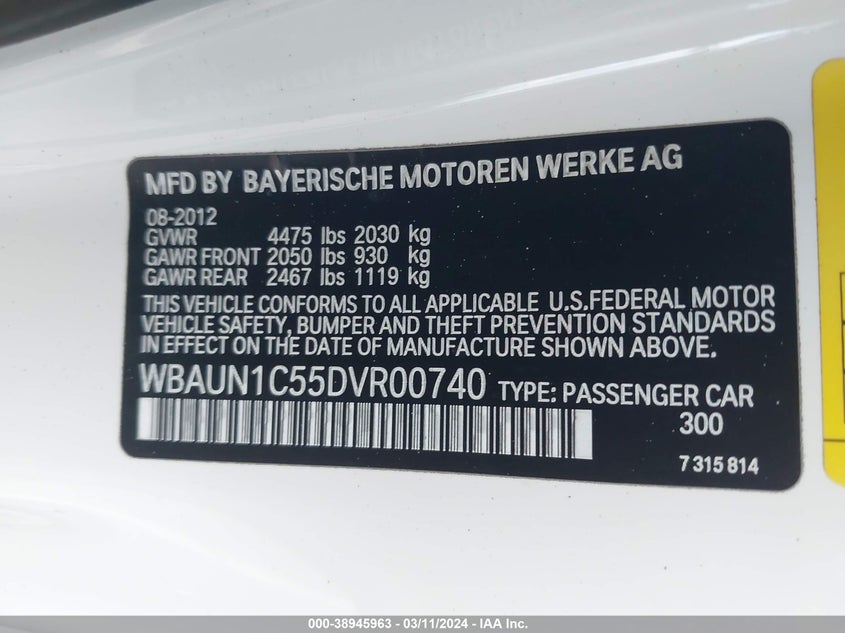 MFD BY BAYERISCHE MOTOREN WERKE AG
08-2012
GVWR 4475 lbs 2030 kg
GAWR FRONT 2050 lbs 930 kg
GAWR REAR 2467 lbs 1119 kg
THIS VEHICLE CONFORMS TO ALL APPLICABLE U.S.FEDERAL MOTOR
VEHICLE SAFETY, BUMPER AND THEFT PREVENTION STANDARDS
IN EFFECT ON THE DATE OF MANUFACTURE SHOWN ABOVE.
WBAUN1C55DVR00740 TYPE: PASSENGER CAR
300
7 315 814
000-38945963 - 03/11/2024 - IAA Inc.